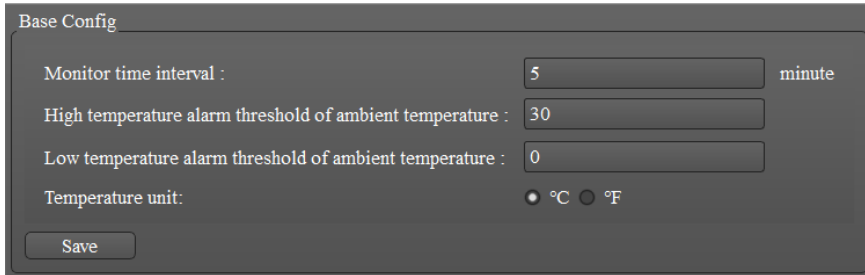 Base Config
Monitor time interval : 5 minute
High temperature alarm threshold of ambient temperature : 30
Low temperature alarm threshold of ambient temperature : 0
Temperature unit: °C °F
Save